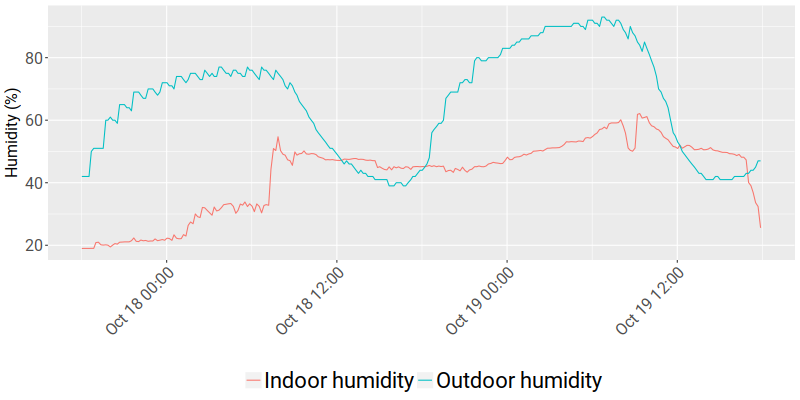 Humidity (%)
80
60
40
20
Oct 18 00:00
Oct 18 12:00
Oct 19 00:00
Oct 19 12:00
Indoor humidity Outdoor humidity